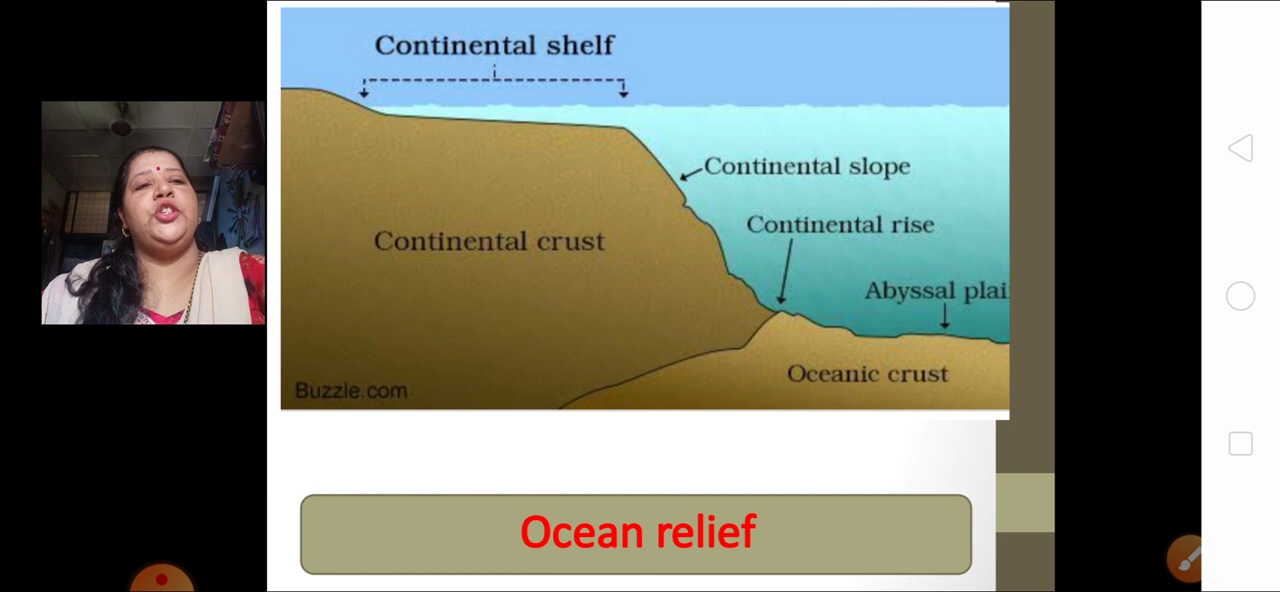 Continental shelf
Continental slope
Continental rise
Continental crust
Abyssal plai
Oceanic crust
Buzzle.com
Ocean relief